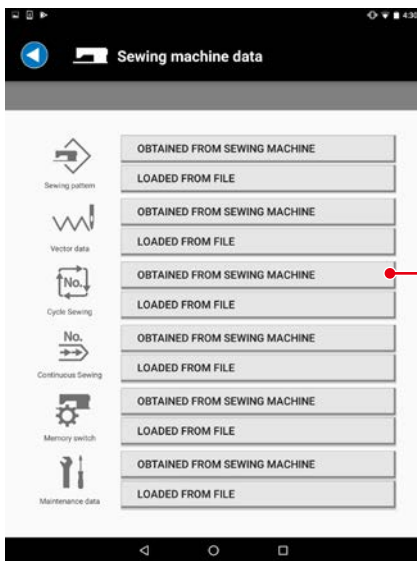 4:30
Sewing machine data
OBTAINED FROM SEWING MACHINE
LOADED FROM FILE
Sewing pattern
OBTAINED FROM SEWING MACHINE
LOADED FROM FILE
Vector data
OBTAINED FROM SEWING MACHINE
No.
LOADED FROM FILE
Cycle Sewing
OBTAINED FROM SEWING MACHINE
No.
LOADED FROM FILE
Continuous Sewing
OBTAINED FROM SEWING MACHINE
LOADED FROM FILE
Memory switch
OBTAINED FROM SEWING MACHINE
LOADED FROM FILE
Maintenance data